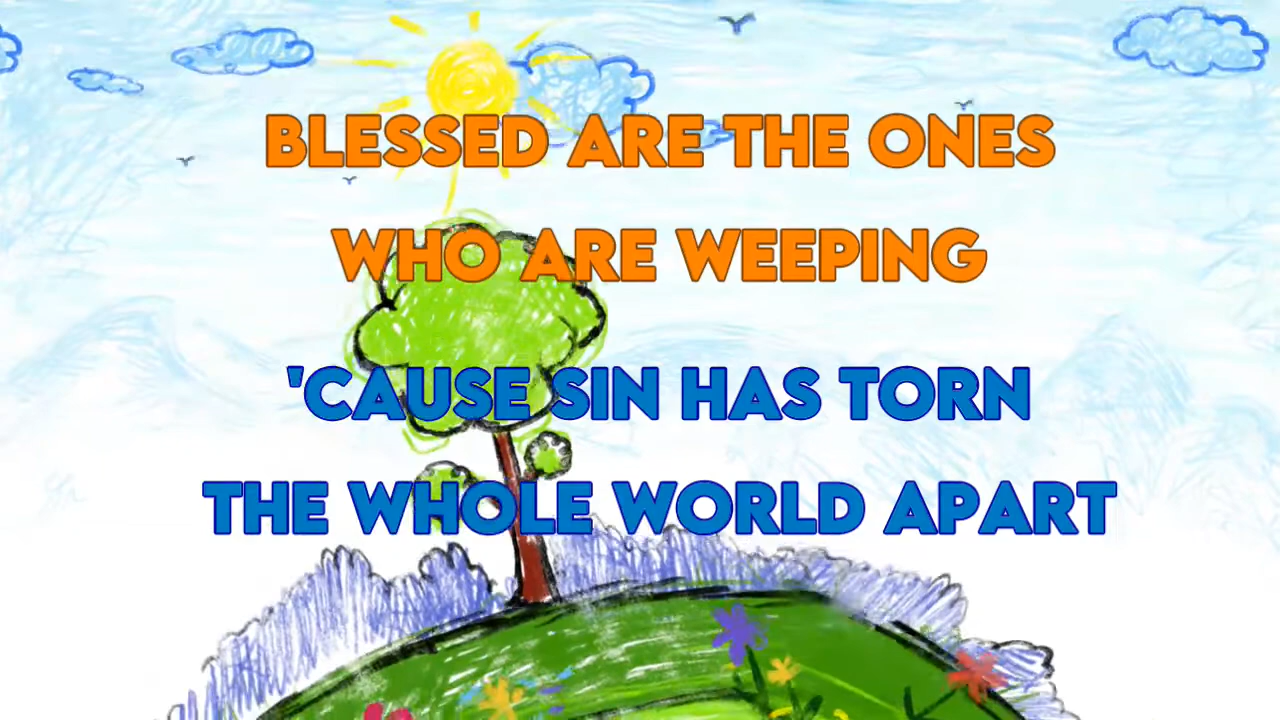 BLESSED ARE THE ONES
WHO ARE WEEPING
'CAUSE SIN HAS TORN
THE WHOLE WORLD APART